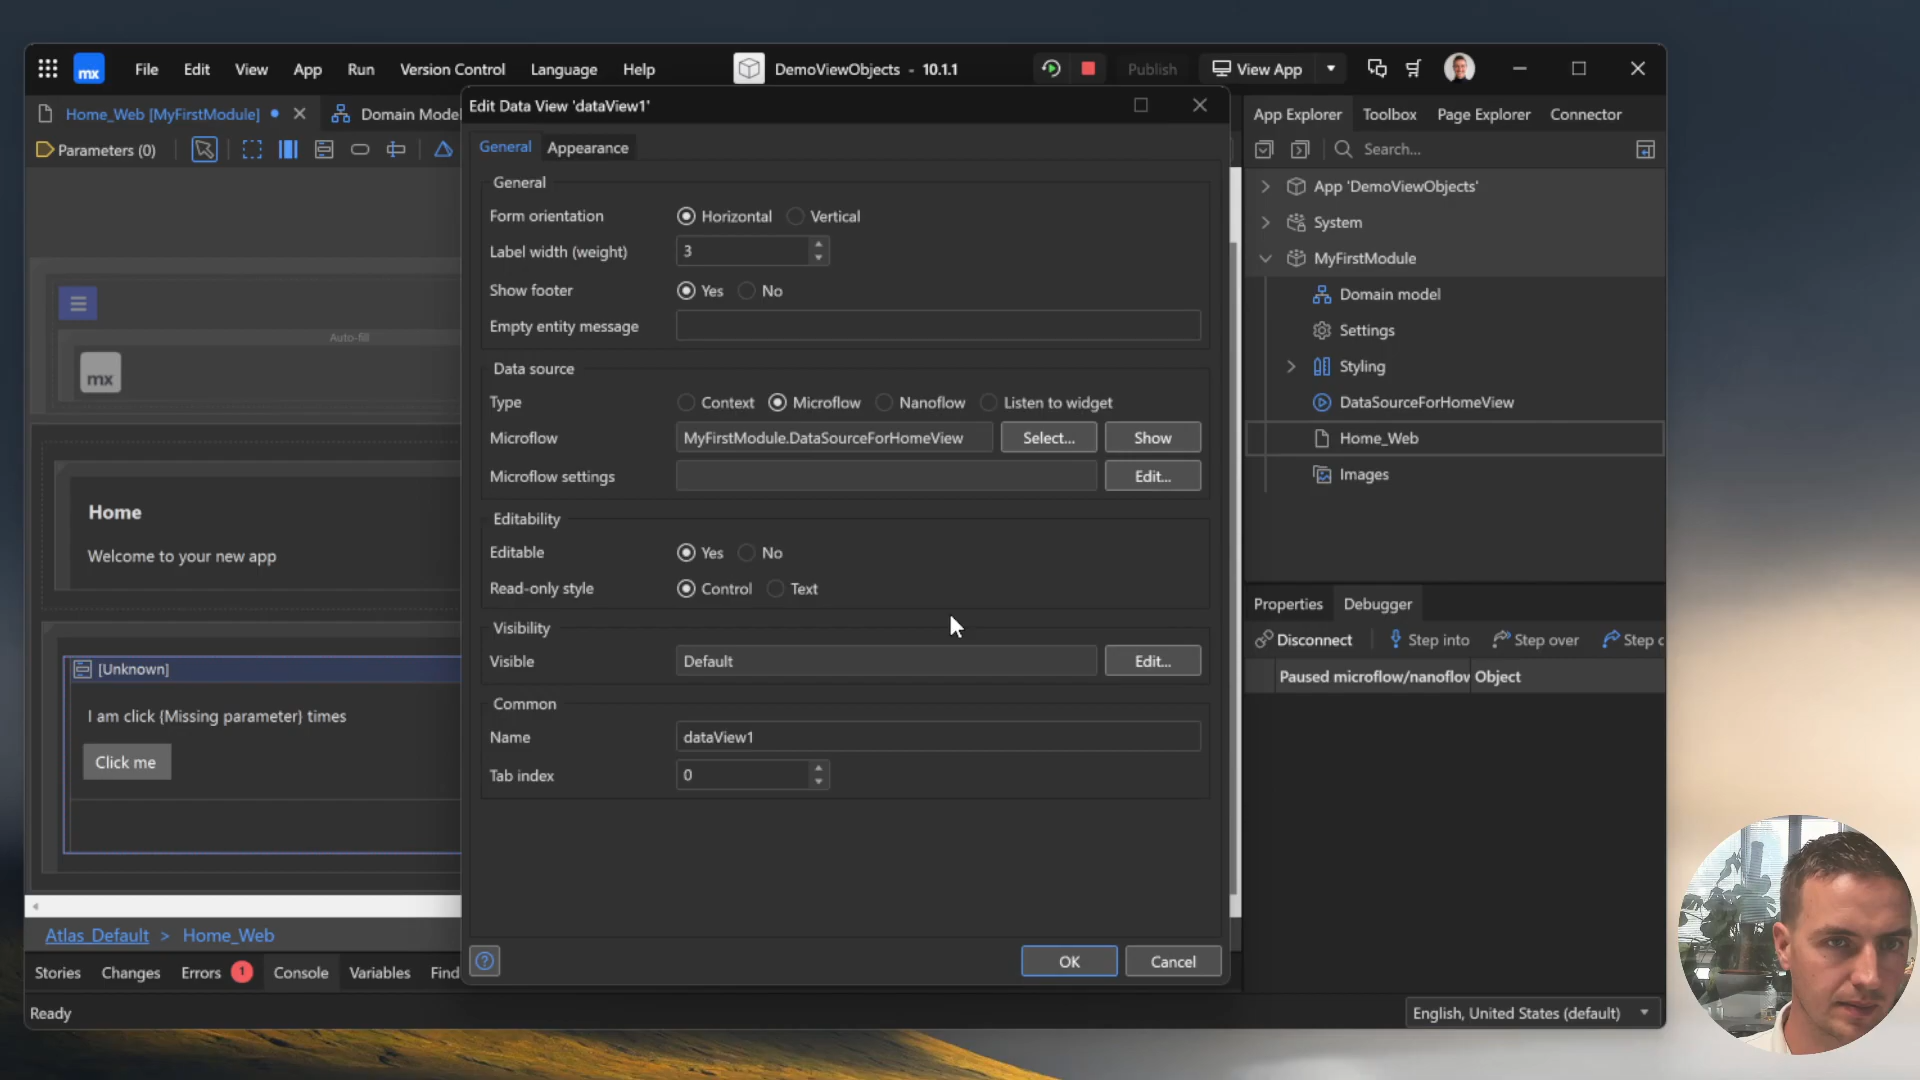 mx File Edit View App Run Version Control Language Help DemoViewObjects - 10.1.1 Publish View App
Home_Web [MyFirstModule] Domain Model
Parameters (0)
Auto-fill
mx
Home
Welcome to your new app
[Unknown]
I am click {Missing parameter} times
Click me
Atlas_Default > Home_Web
Stories Changes Errors 1 Console Variables Find
Ready
Edit Data View 'dataView1'
General Appearance
General
Form orientation Horizontal Vertical
Label width (weight) 3
Show footer Yes No
Empty entity message
Data source
Type Context Microflow Nanoflow Listen to widget
Microflow MyFirstModule.DataSourceForHomeView Select... Show
Microflow settings Edit...
Editability
Editable Yes No
Read-only style Control Text
Visibility
Visible Default Edit...
Common
Name dataView1
Tab index 0
OK Cancel
App Explorer Toolbox Page Explorer Connector
Search...
App 'DemoViewObjects'
System
MyFirstModule
Domain model
Settings
Styling
DataSourceForHomeView
Home_Web
Images
Properties Debugger
Disconnect Step into Step over Step
Paused microflow/nanoflow Object
English, United States (default)